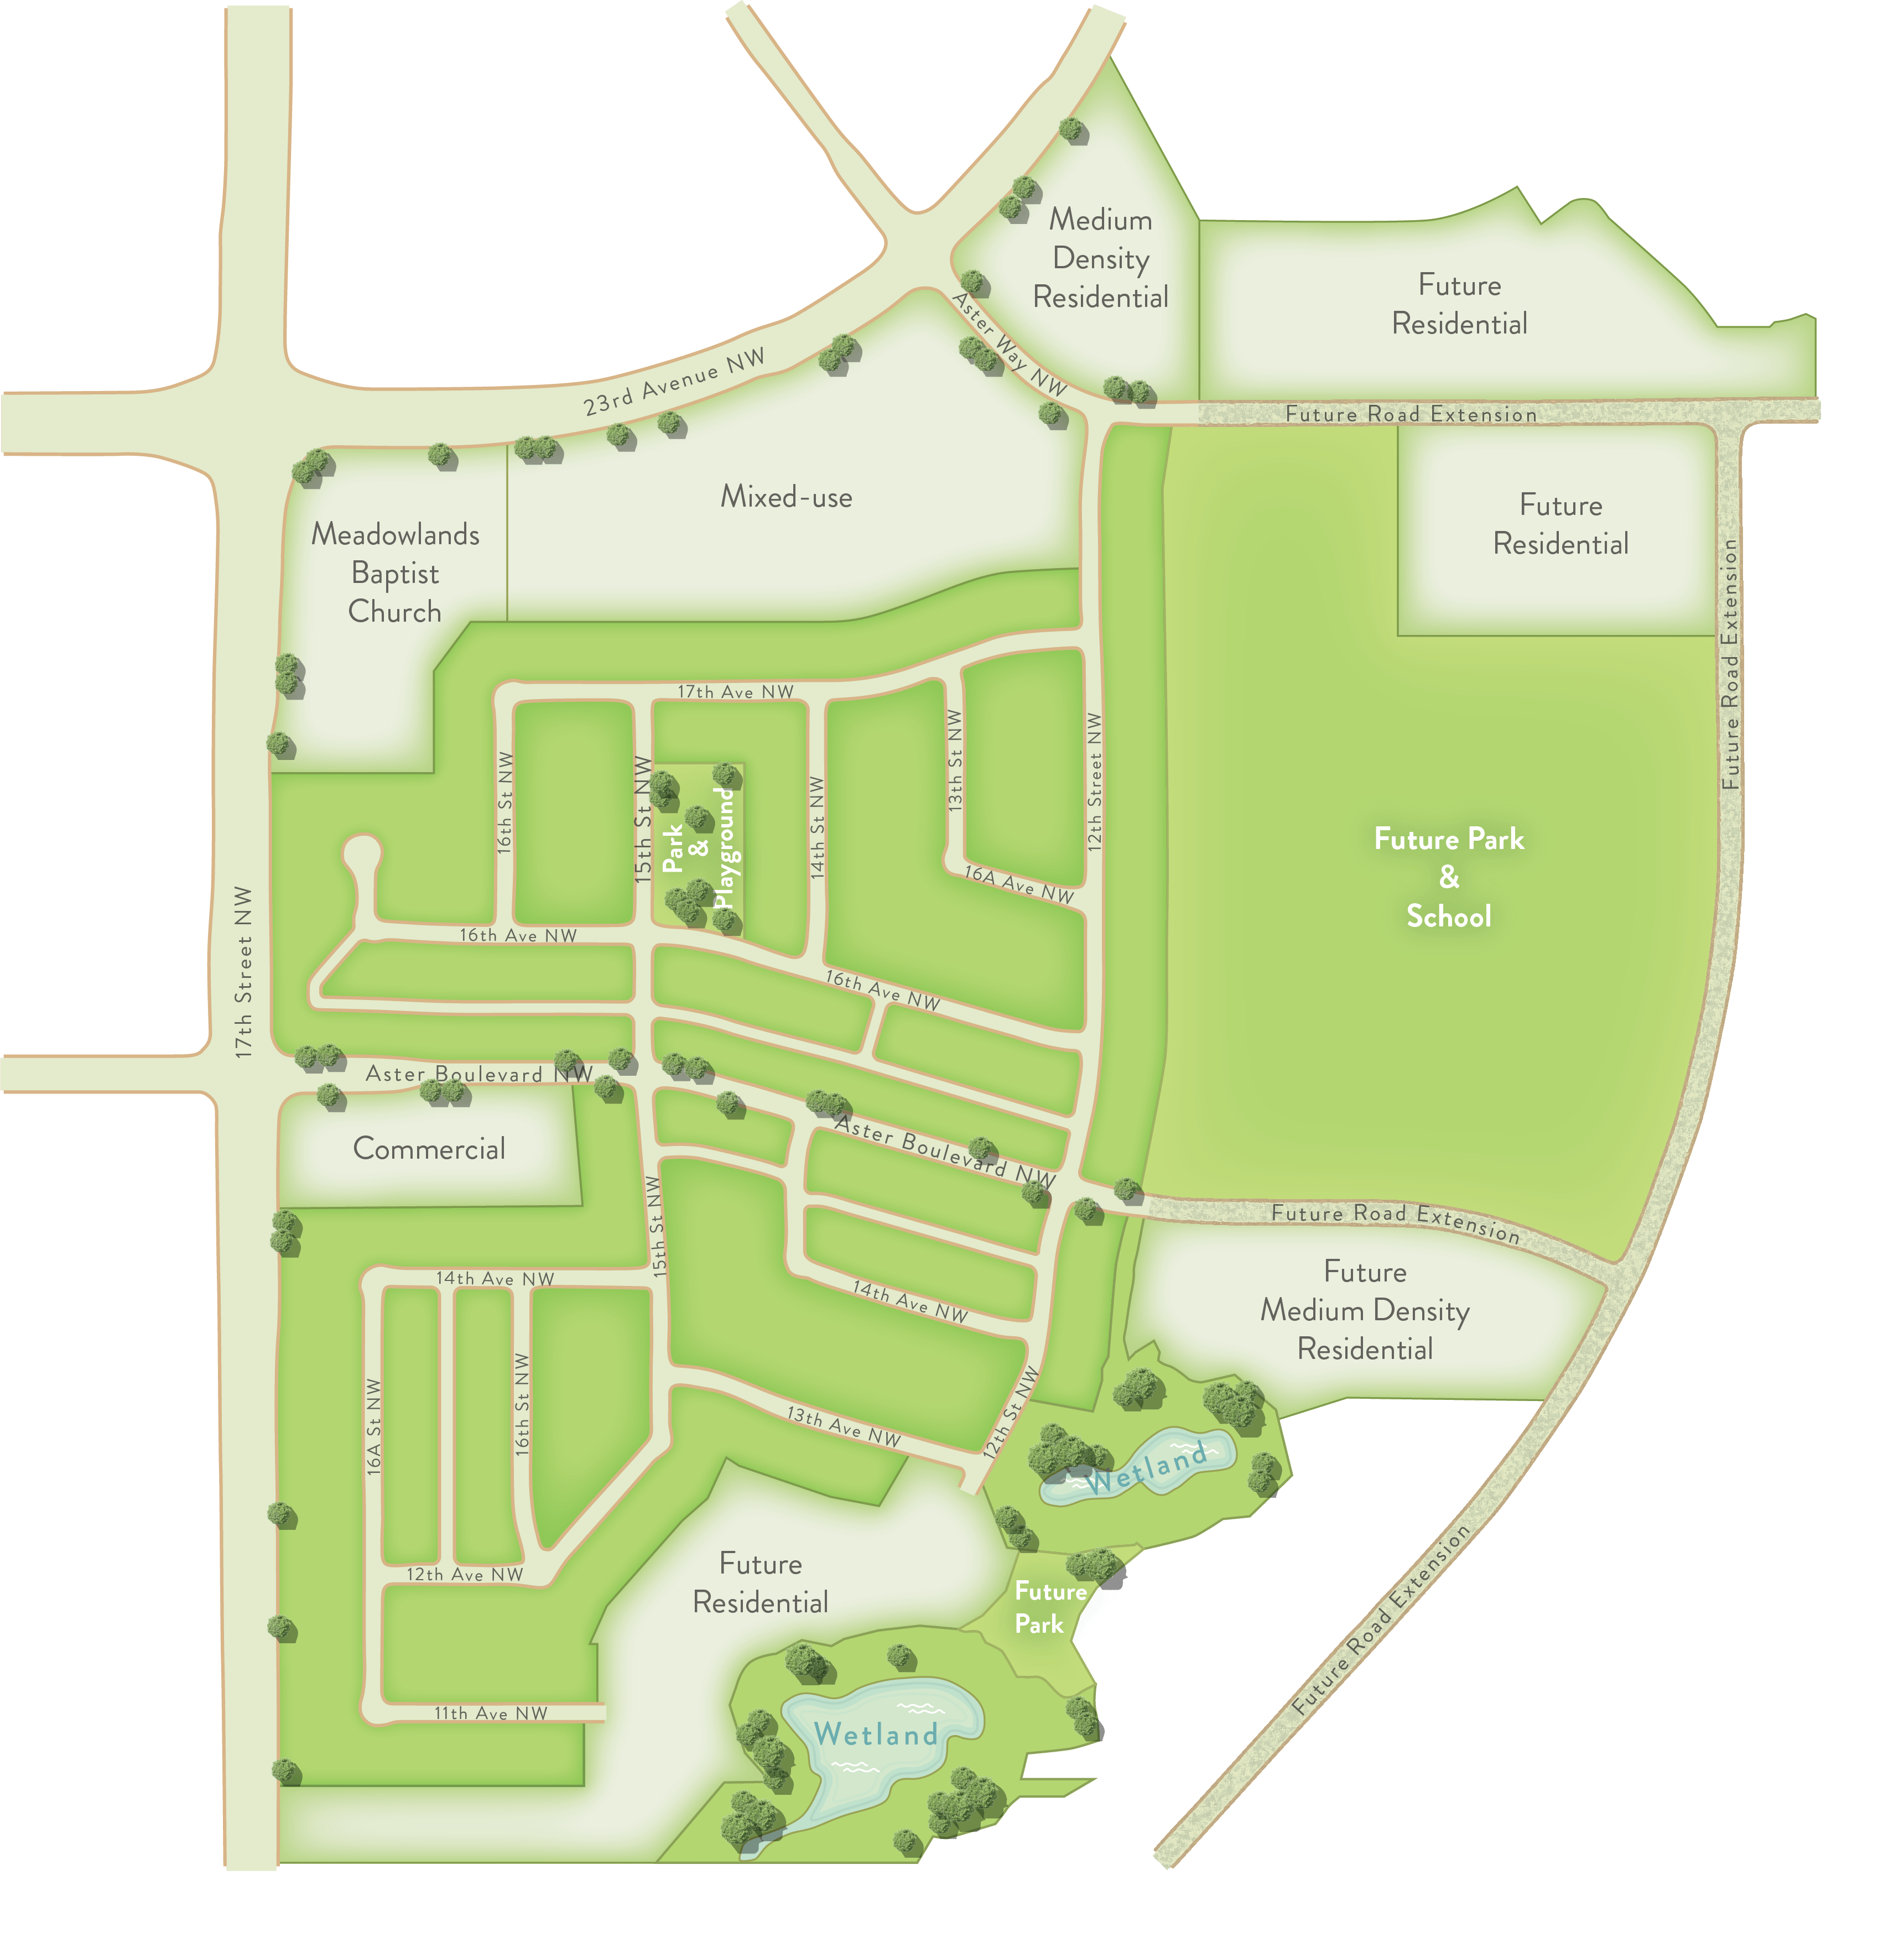 Medium
Density
Residential
Future
Residential
Aster Way NW
23rd Avenue NW
Future Road Extension
Mixed-use
Meadowlands
Baptist
Church
Future
Residential
Future Road Extension
17th Ave NW
16th St NW
15th St NW
Park
&
Playground
14th St NW
13th St NW
12th Street NW
16A Ave NW
Future Park
&
School
16th Ave NW
16th Ave NW
17th Street NW
Aster Boulevard NW
Aster Boulevard NW
Commercial
15th St NW
Future Road Extension
14th Ave NW
14th Ave NW
Future
Medium Density
Residential
16A St NW
16th St NW
13th Ave NW
12th St NW
Wetland
12th Ave NW
Future
Residential
Future
Park
Future Road Extension
11th Ave NW
Wetland